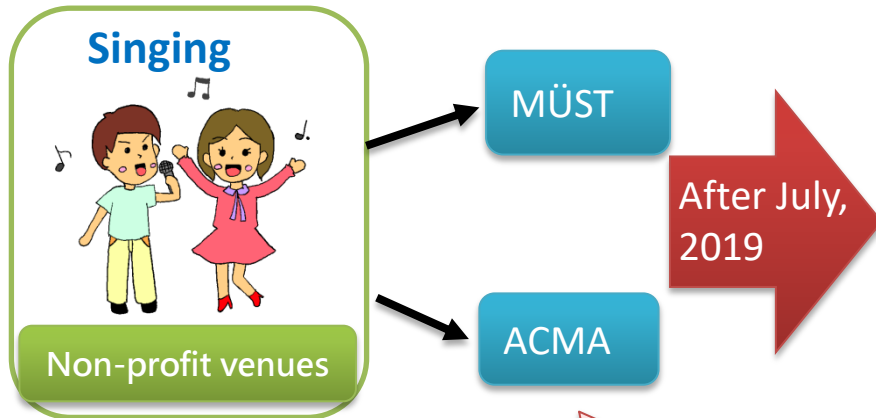 Singing
Non-profit venues
MÜST
ACMA
After July,
2019